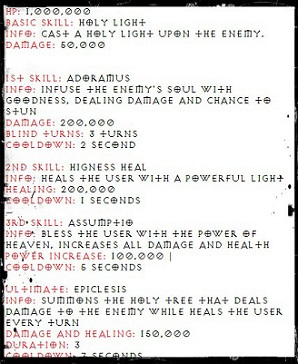 HP: 1,000,000
BASIC SKILL: HOLY LIGHT
INFO: CAST A HOLY LIGHT UPON THE ENEMY.
DAMAGE: 50,000
1ST SKILL: ADORAMUS
INFO: INFUSE THE ENEMY'S SOUL WITH
GOODNESS, DEALING DAMAGE AND CHANCE TO
STUN
DAMAGE: 200,000
BLIND TURNS: 3 TURNS
COOLDOWN: 2 SECOND
2ND SKILL: HIGNESS HEAL
INFO: HEALS THE USER WITH A POWERFUL LIGHT
HEALING: 200,000
COOLDOWN: 1 SECONDS
3RD SKILL: ASSUMPTIO
INFO: BLESS THE USER WITH THE POWER OF
HEAVEN, INCREASES ALL DAMAGE AND HEALTH
POWER INCREASE: 100,000 |
COOLDOWN: 5 SECONDS
ULTIMATE: EPICLESIS
INFO: SUMMONS THE HOLY TREE THAT DEALS
DAMAGE TO THE ENEMY WHILE HEALS THE USER
EVERY TURN
DAMAGE AND HEALING: 150,000
DURATION: 3
COOLDOWN: 7 SECONDS